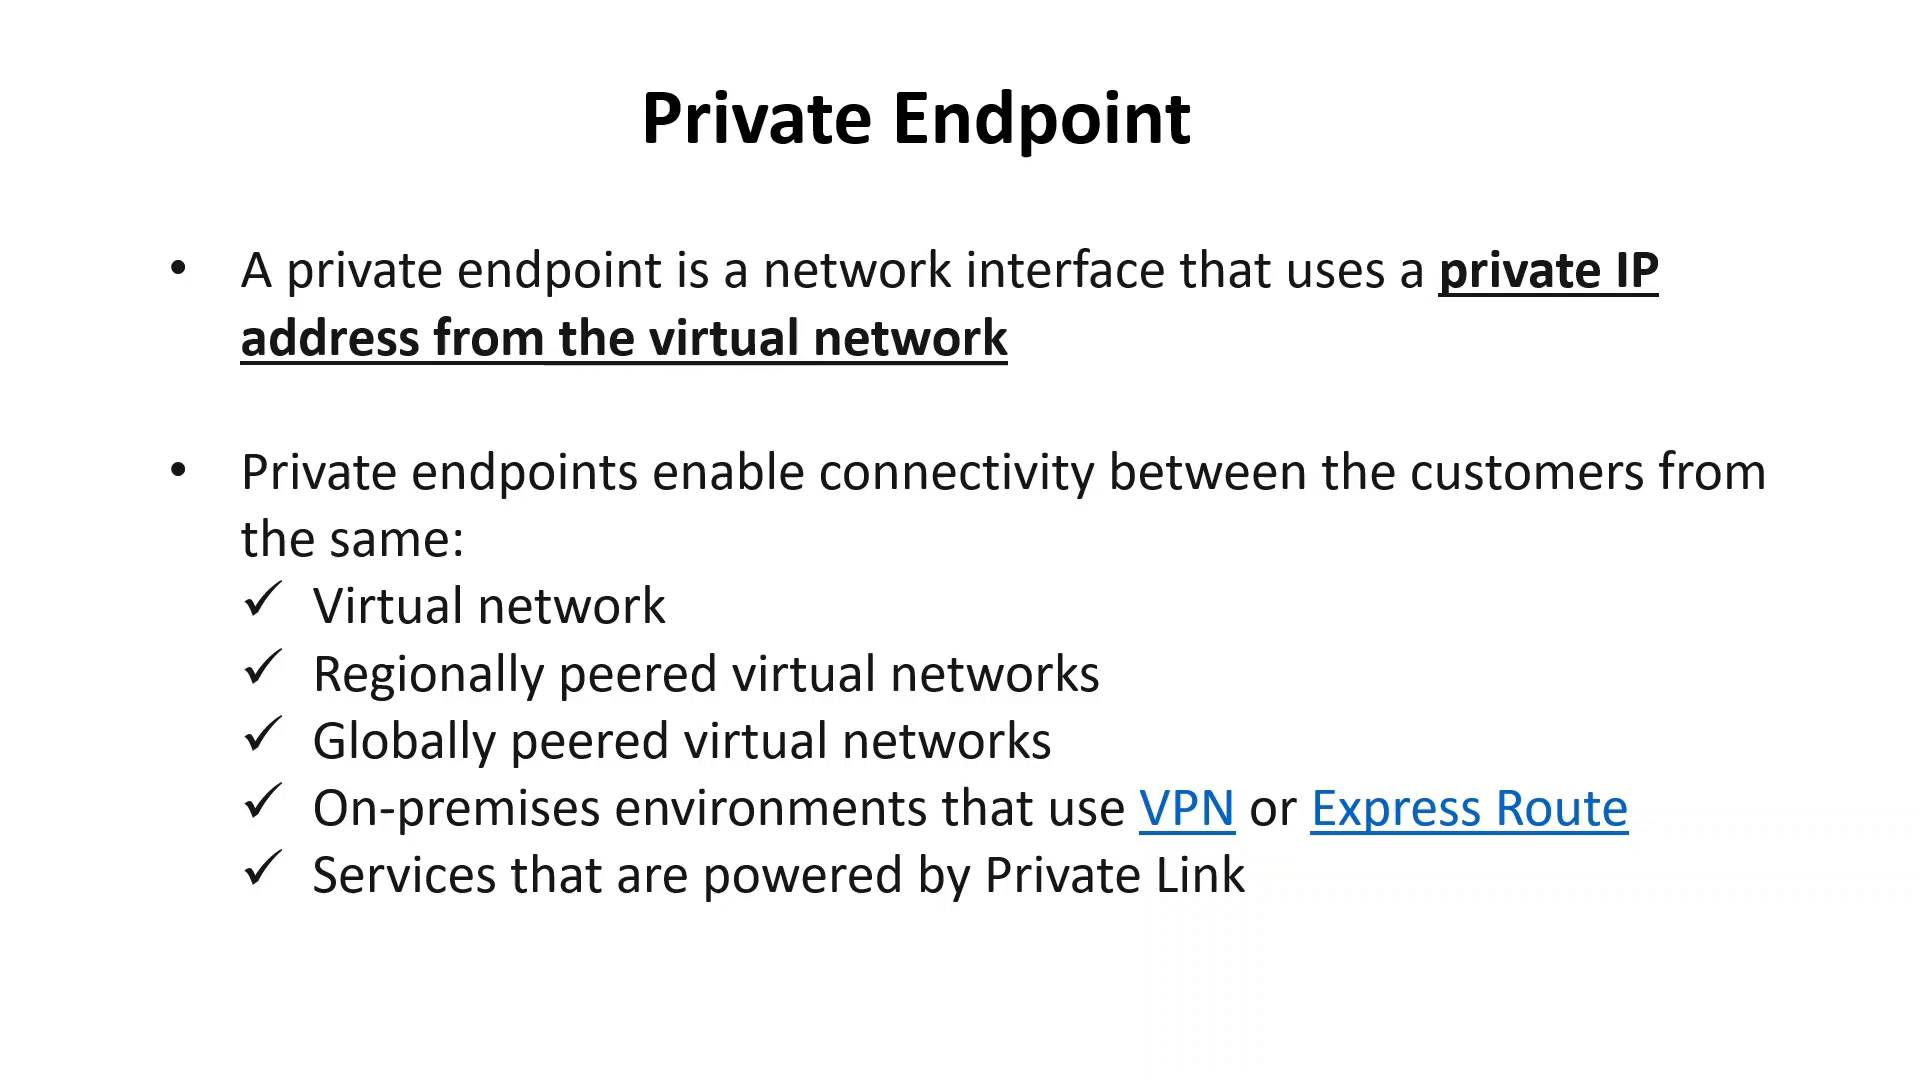 Private Endpoint
• A private endpoint is a network interface that uses a private IP
address from the virtual network
• Private endpoints enable connectivity between the customers from
the same:
✓ Virtual network
✓ Regionally peered virtual networks
✓ Globally peered virtual networks
✓ On-premises environments that use VPN or Express Route
✓ Services that are powered by Private Link